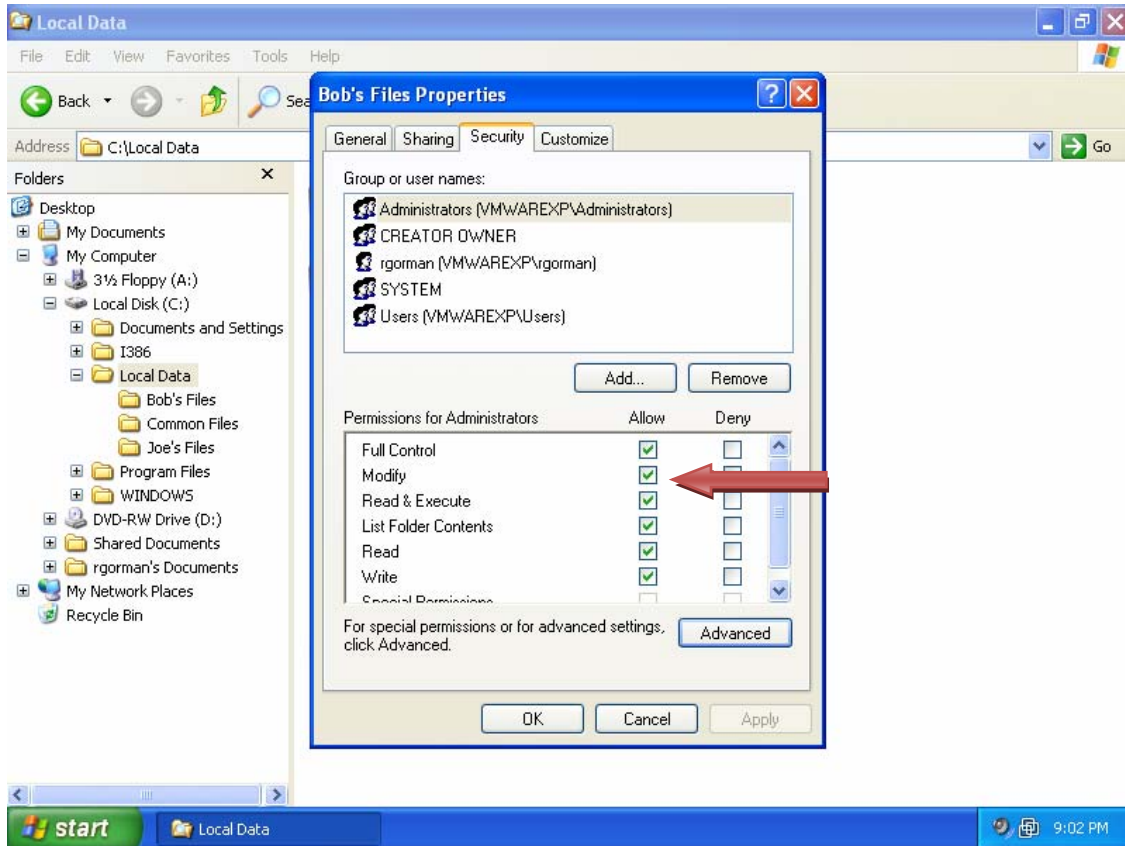 Local Data
File Edit View Favorites Tools Help
Back Sea
Address C:\Local Data Go
Folders
Desktop
My Documents
My Computer
3½ Floppy (A:)
Local Disk (C:)
Documents and Settings
I386
Local Data
Bob's Files
Common Files
Joe's Files
Program Files
WINDOWS
DVD-RW Drive (D:)
Shared Documents
rgorman's Documents
My Network Places
Recycle Bin
Bob's Files Properties
General Sharing Security Customize
Group or user names:
Administrators (VMWAREXP\Administrators)
CREATOR OWNER
rgorman (VMWAREXP\rgorman)
SYSTEM
Users (VMWAREXP\Users)
Add... Remove
Permissions for Administrators Allow Deny
Full Control
Modify
Read & Execute
List Folder Contents
Read
Write
Special Permissions
For special permissions or for advanced settings,
click Advanced.
Advanced
OK Cancel Apply
start Local Data 9:02 PM